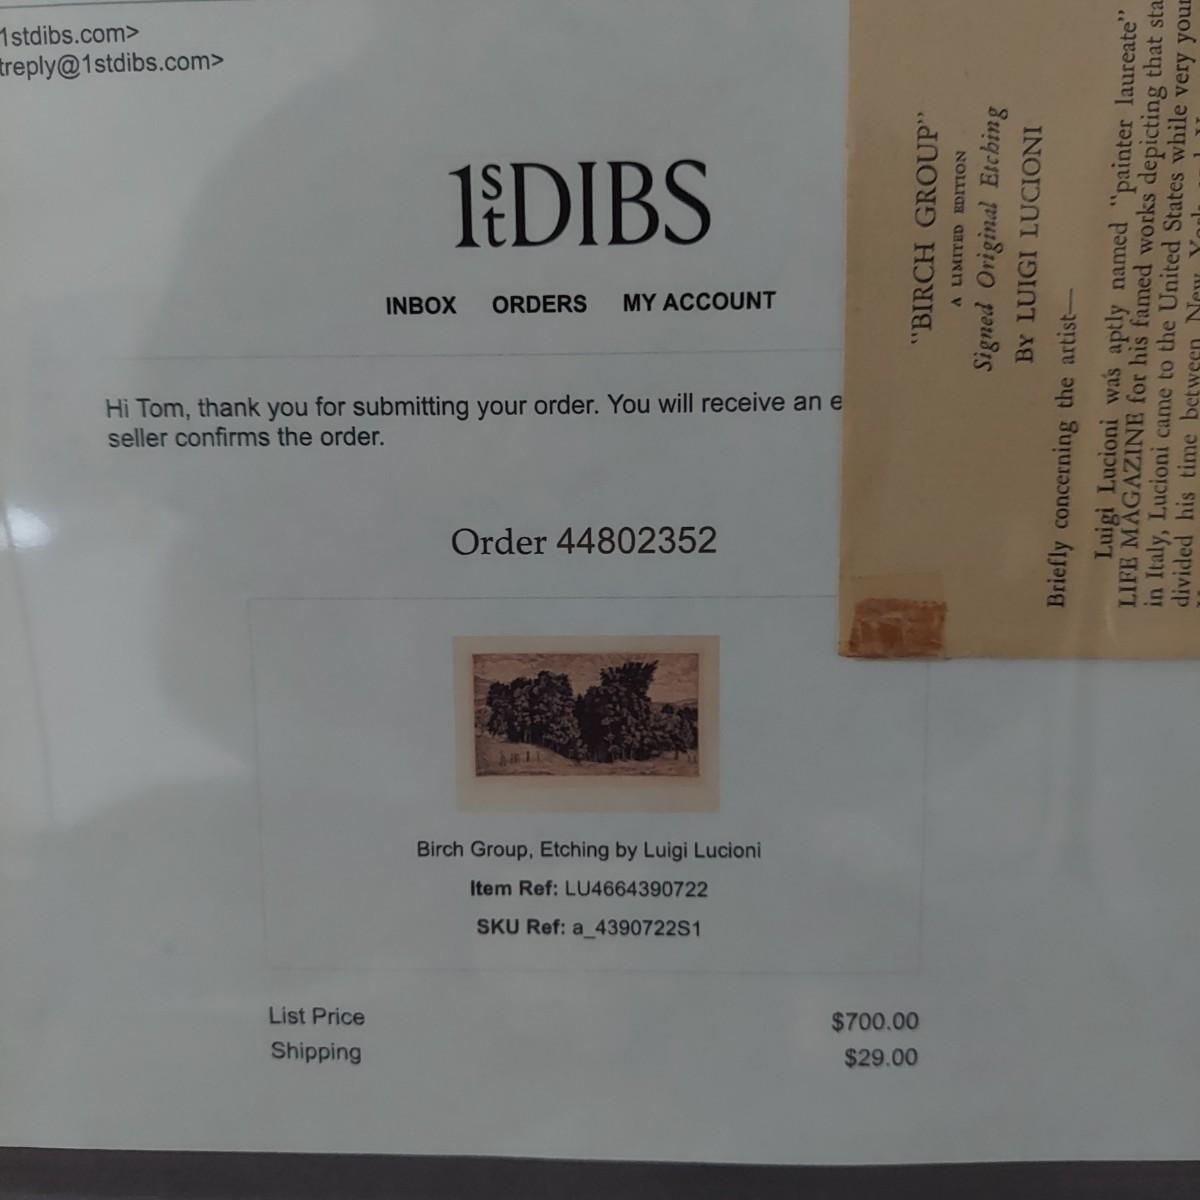 1stdibs.com>
treply@1stdibs.com>
1stDIBS
INBOX ORDERS MY ACCOUNT
Hi Tom, thank you for submitting your order. You will receive an e
seller confirms the order.
Order 44802352
Birch Group, Etching by Luigi Lucioni
Item Ref: LU4664390722
SKU Ref: a_4390722S1
List Price $700.00
Shipping $29.00
"BIRCH GROUP"
A LIMITED EDITION
Signed Original Etching
BY LUIGI LUCIONI
Briefly concerning the artist—
Luigi Lucioni was aptly named "painter laureate"
LIFE MAGAZINE for his famed works depicting that sta
in Italy, Lucioni came to the United States while very your
divided his time between New York